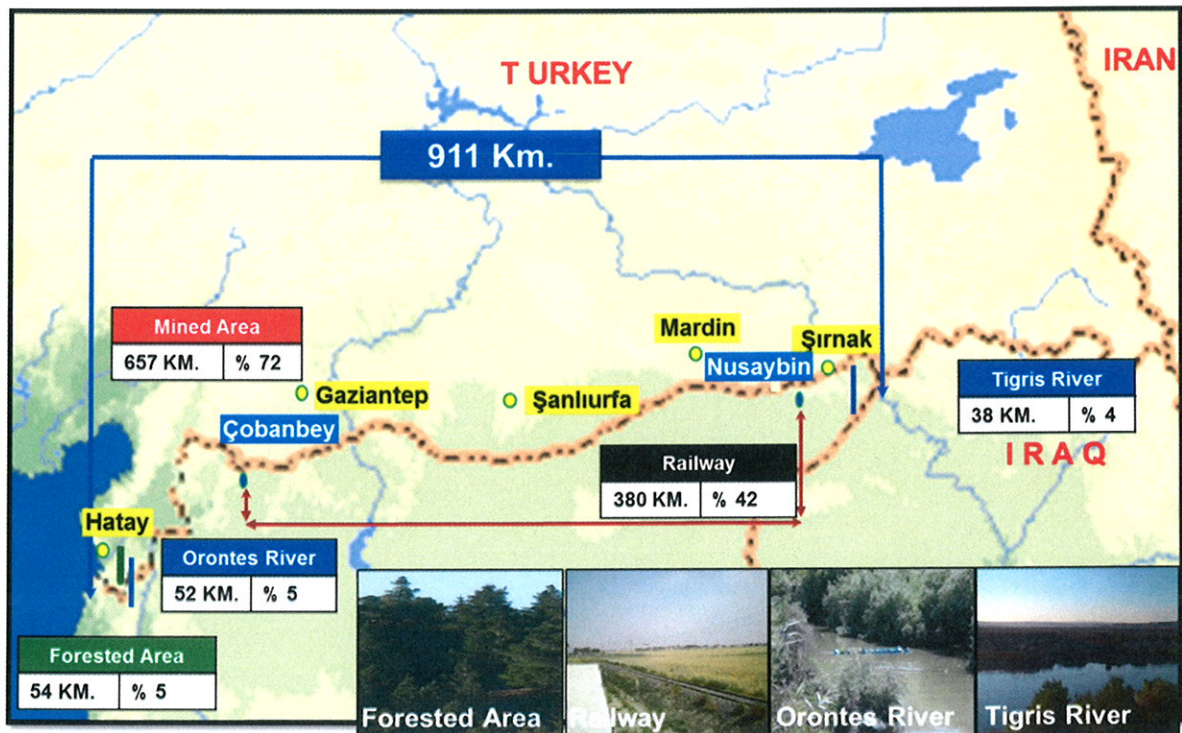 T URKEY
IRAN
911 Km.
Mined Area
657 KM. % 72
Gaziantep
Çobanbey
Şanlıurfa
Mardin
Nusaybin
Şırnak
Tigris River
38 KM. % 4
I R A Q
Railway
380 KM. % 42
Hatay
Orontes River
52 KM. % 5
Forested Area
54 KM. % 5
Forested Area
Railway
Orontes River
Tigris River